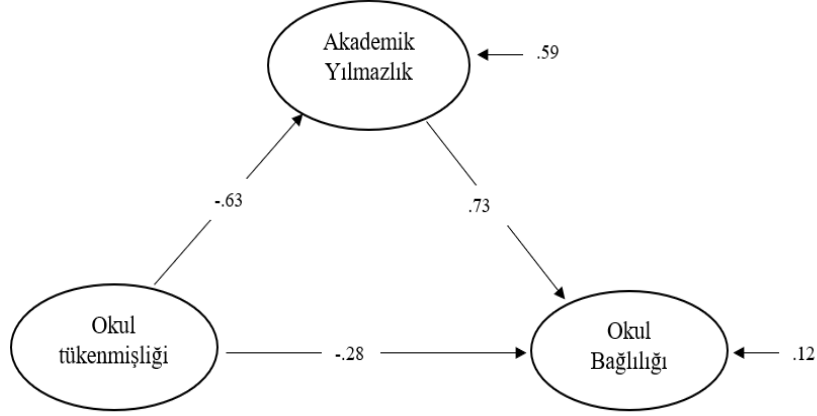 Akademik
Yılmazlık
.59
-.63
.73
Okul
tükenmişliği
-.28
Okul
Bağlılığı
.12